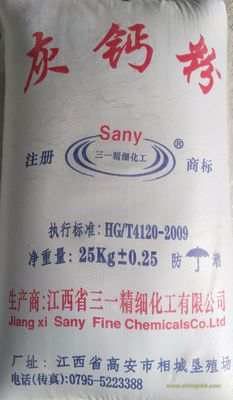 灰钙粉
Sany
®
注册 三一精细化工 商标
执行标准:HG/T4120-2009
净重量:25Kg±0.25 防潮
生产商:江西省三一精细化工有限公司
Jiang xi Sany Fine ChemicalsCo.Ltd
厂址:江西省高安市相城垦殖场
电话(传真):0795-5223388